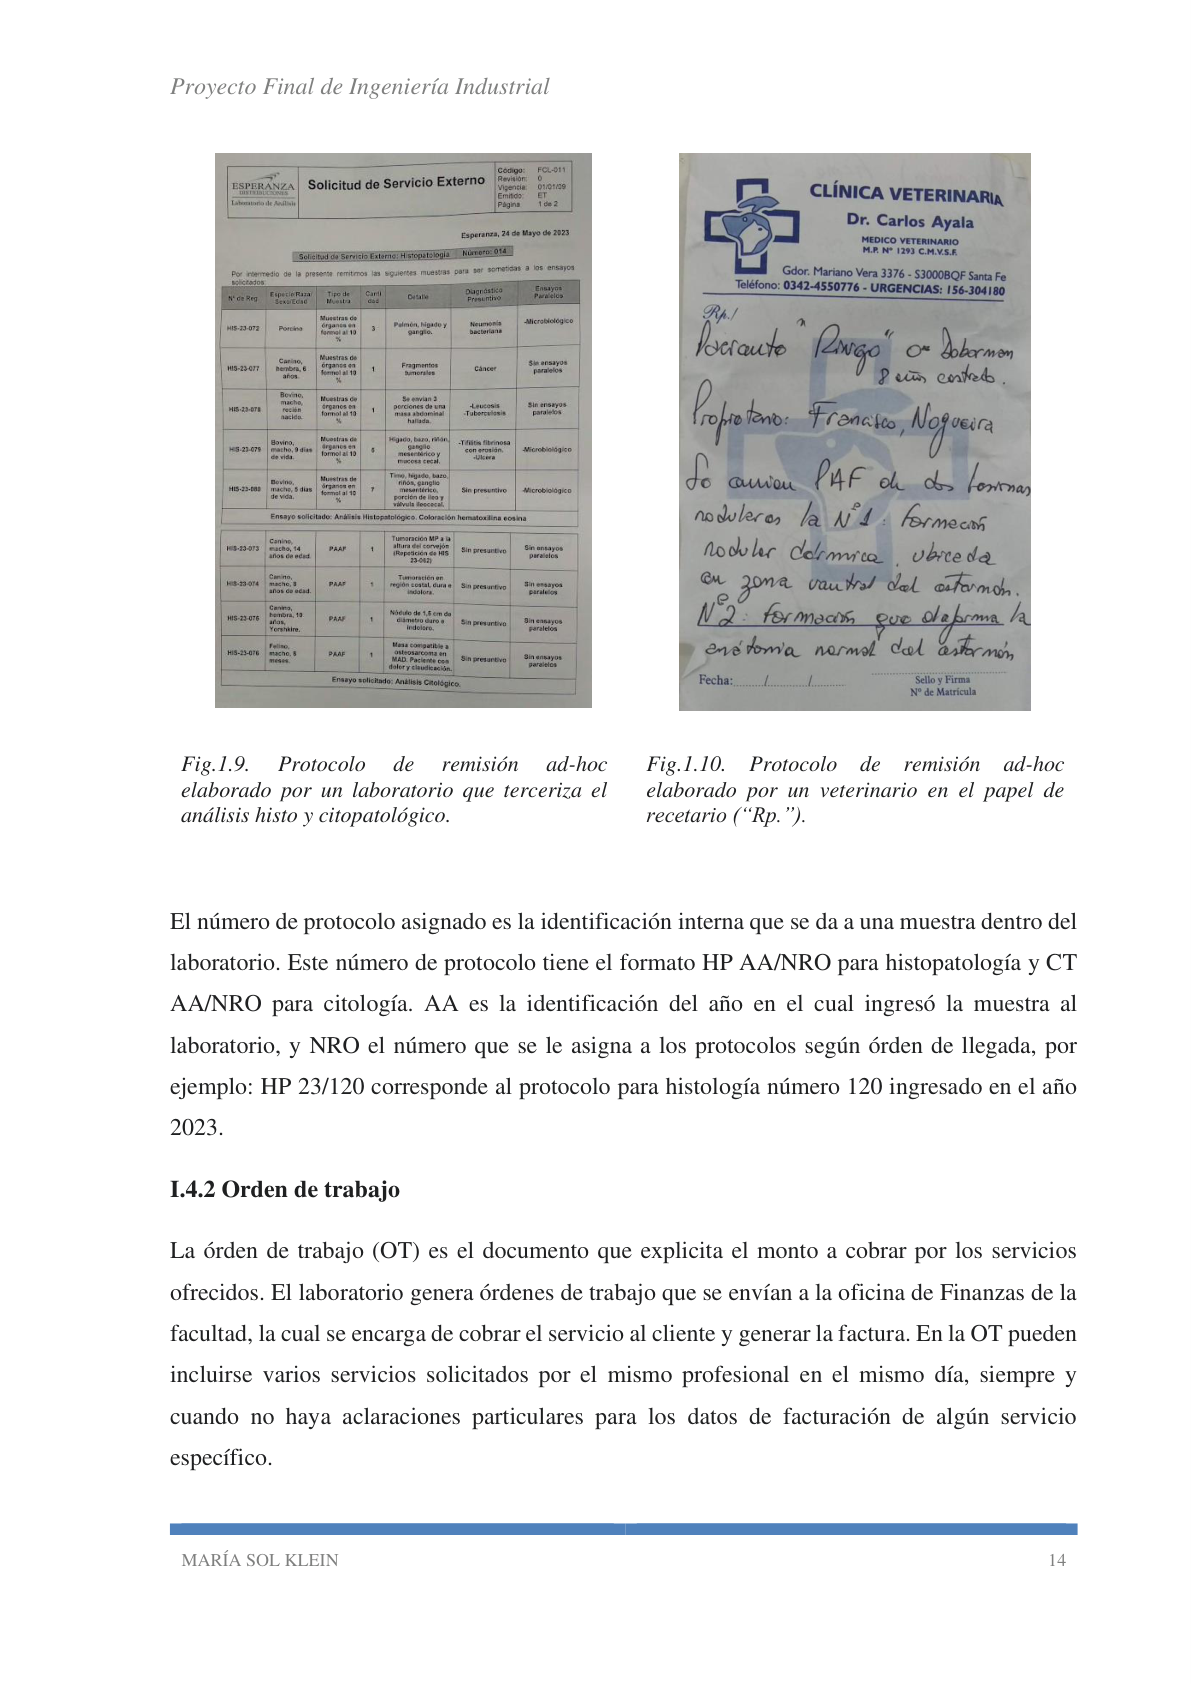 Proyecto Final de Ingeniería Industrial
ESPERANZA
DISTRIBUCIONES
Laboratorio de Análisis
Solicitud de Servicio Externo
Código: FCL-011
Revisión: 0
Vigencia: 01/01/09
Emitido: ET
Página 1 de 2
Esperanza, 24 de Mayo de 2023
Solicitud de Servicio Externo: Histopatología Número: 014
Por intermedio de la presente remitimos las siguientes muestras para ser sometidas a los ensayos
solicitados:
Nº de Reg Especie/Raza/ Sexo/Edad Tipo de Muestra Canti dad Detalle Diagnóstico Presuntivo Ensayos Paralelos
HIS-23-072 Porcino Muestras de órganos en formol al 10 % 3 Pulmón, hígado y ganglio. Neumonía bacteriana -Microbiológico
HIS-23-077 Canino, hembra, 6 años. Muestras de órganos en formol al 10 % 1 Fragmentos tumorales Cáncer Sin ensayos paralelos
HIS-23-078 Bovino, macho, recién nacido. Muestras de órganos en formol al 10 % 1 Se envían 3 porciones de una masa abdominal hallada. -Leucosis -Tuberculosis Sin ensayos paralelos
HIS-23-079 Bovino, macho, 9 días de vida. Muestras de órganos en formol al 10 % Hígado, bazo, riñón, ganglio mesentérico y mucosa cecal. -Tiflitis fibrinosa con erosión. -Ulcera -Microbiológico
HIS-23-080 Bovino, macho, 5 días de vida. Muestras de órganos en formol al 10 % 7 Timo, hígado, bazo, riños, ganglio mesentérico, porción de íleo y válvula ileocecal. Sin presuntivo -Microbiológico
Ensayo solicitado: Análisis Histopatológico. Coloración hematoxilina eosina
HIS-23-073 Canino, macho, 14 años de edad. PAAF 1 Tumoración MP a la altura del corvejón (Repetición de HIS 23-062) Sin presuntivo Sin ensayos paralelos
HIS-23-074 Canino, macho, años de edad. PAAF 1 Tumoración en región costal, dura e indolora. Sin presuntivo Sin ensayos paralelos
HIS-23-076 Canino, hembra, 10 años, Yorshkire. PAAF 1 Nódulo de 1,5 cm de diámetro duro e indoloro. Sin presuntivo Sin ensayos paralelos
HIS-23-076 Felino, macho, meses. PAAF 1 Masa compatible a osteosarcoma en MAD. Paciente con dolor y claudicación. Sin presuntivo Sin ensayos paralelos
Ensayo solicitado: Análisis Citológico.
CLÍNICA VETERINARIA
Dr. Carlos Ayala
MEDICO VETERINARIO
M.P. Nº 1293 C.M.V.S.F.
Gdor. Mariano Vera 3376 - S3000BQF Santa Fe
Teléfono: 0342-4550776 - URGENCIAS: 156-304180
Rp./
Paciente "Ringo" Doberman
8 años castrado.
Propietario: Francisco, Nogueira
Se envian PAF de dos
nodulares la Nº1: formación
nodular dérmica, ubicada
en zona ventral del esternón.
Nº2: formación que deforma la
anatomia normal del esternón
Fecha: / /
Sello y Firma
Nº de Matrícula
Fig.1.9. Protocolo de remisión ad-hoc
elaborado por un laboratorio que terceriza el
análisis histo y citopatológico.
Fig.1.10. Protocolo de remisión ad-hoc
elaborado por un veterinario en el papel de
recetario (“Rp.”).
El número de protocolo asignado es la identificación interna que se da a una muestra dentro del
laboratorio. Este número de protocolo tiene el formato HP AA/NRO para histopatología y CT
AA/NRO para citología. AA es la identificación del año en el cual ingresó la muestra al
laboratorio, y NRO el número que se le asigna a los protocolos según órden de llegada, por
ejemplo: HP 23/120 corresponde al protocolo para histología número 120 ingresado en el año
2023.
I.4.2 Orden de trabajo
La órden de trabajo (OT) es el documento que explicita el monto a cobrar por los servicios
ofrecidos. El laboratorio genera órdenes de trabajo que se envían a la oficina de Finanzas de la
facultad, la cual se encarga de cobrar el servicio al cliente y generar la factura. En la OT pueden
incluirse varios servicios solicitados por el mismo profesional en el mismo día, siempre y
cuando no haya aclaraciones particulares para los datos de facturación de algún servicio
específico.
MARÍA SOL KLEIN 14